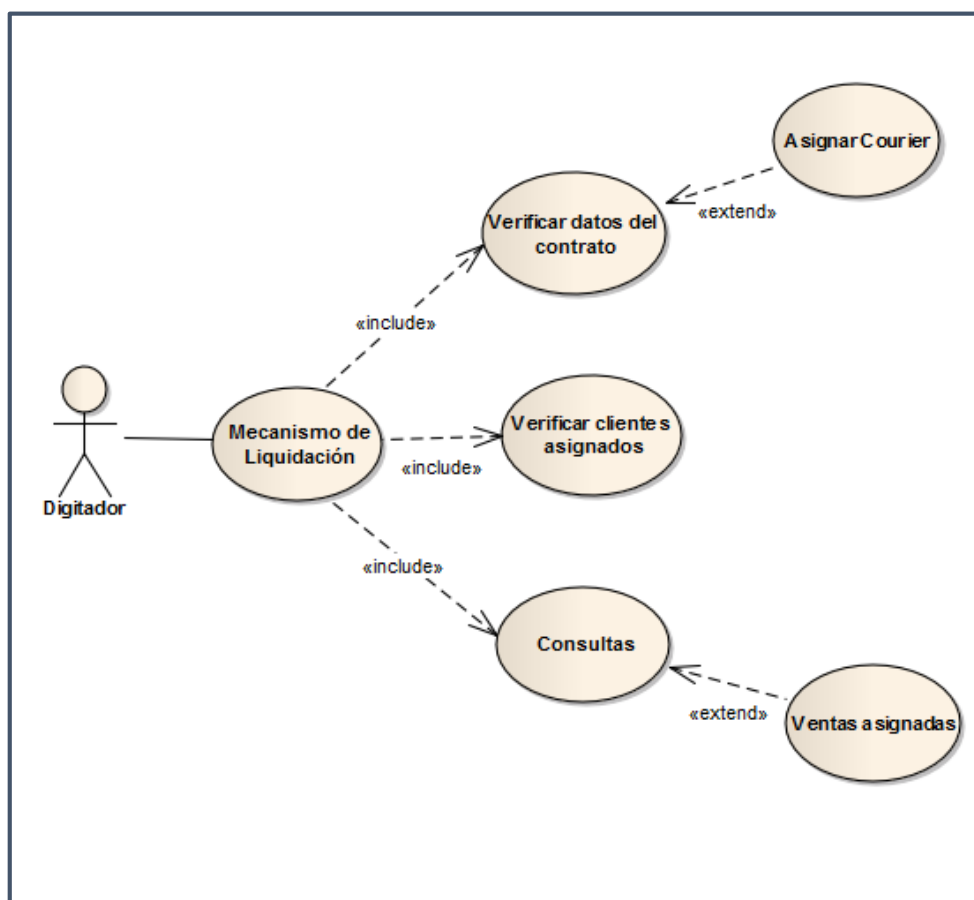 Asignar Courier
«extend»
Verificar datos del
contrato
«include»
Mecanismo de
Liquidación
«include»
Verificar clientes
asignados
Digitador
«include»
Consultas
«extend»
Ventas asignadas